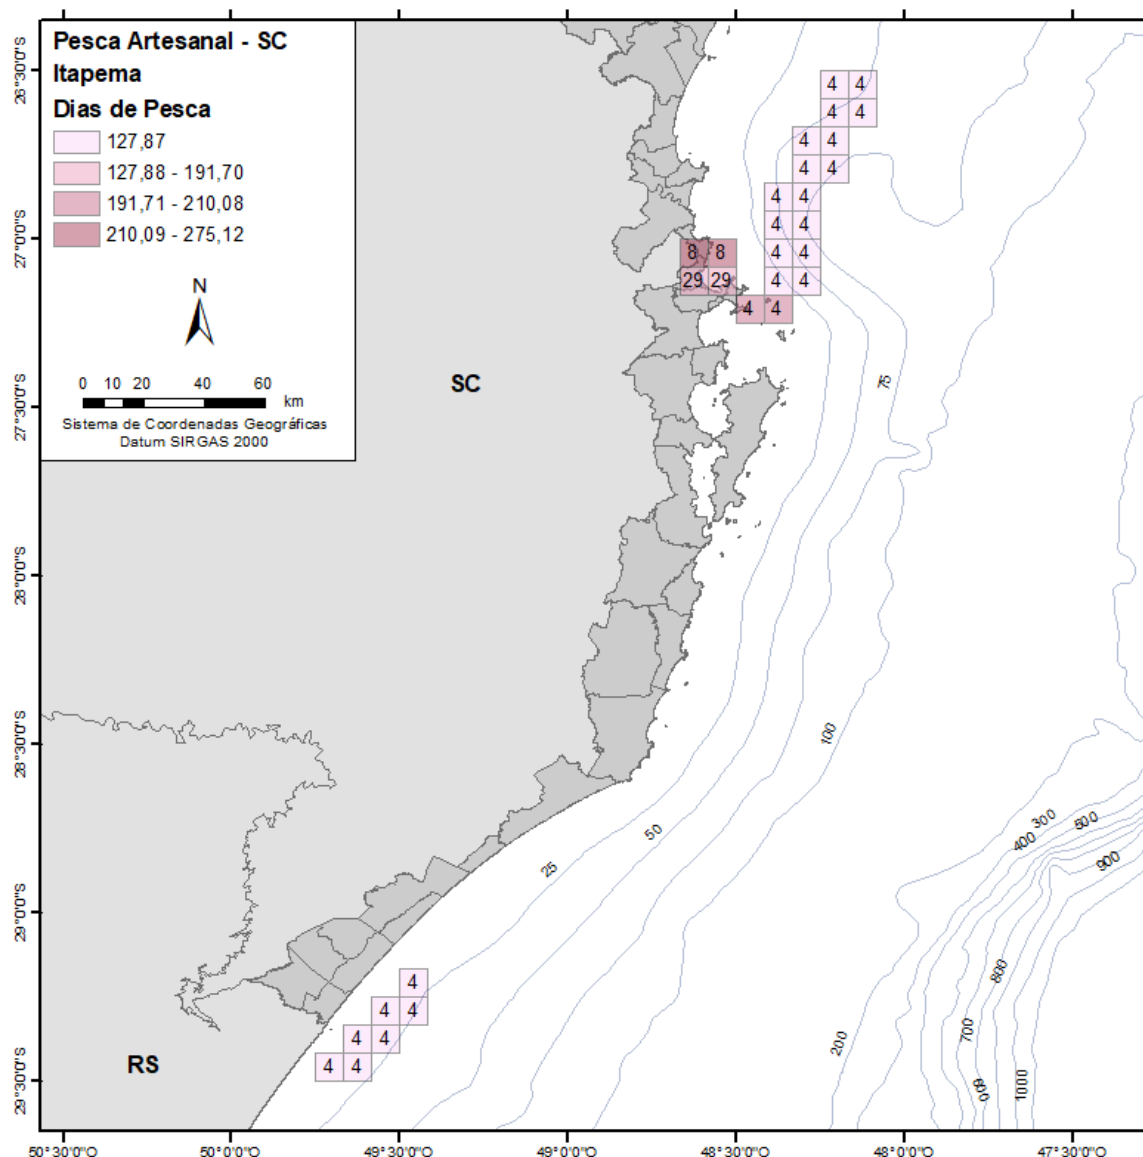 Pesca Artesanal - SC
Itapema
Dias de Pesca
127,87
127,88 - 191,70
191,71 - 210,08
210,09 - 275,12
N
0 10 20 40 60
km
Sistema de Coordenadas Geográficas
Datum SIRGAS 2000
26°30'0"S
27°0'0"S
27°30'0"S
28°0'0"S
28°30'0"S
29°0'0"S
29°30'0"S
4 4
4 4
4 4
4 4
4 4
4 4
8 8 4 4
29 29 4 4
4 4
SC
75
100
50
25
300
500
400
900
800
700
200
600
1000
4
4 4
4 4
4 4
RS
50°30'0"O 50°0'0"O 49°30'0"O 49°0'0"O 48°30'0"O 48°0'0"O 47°30'0"O